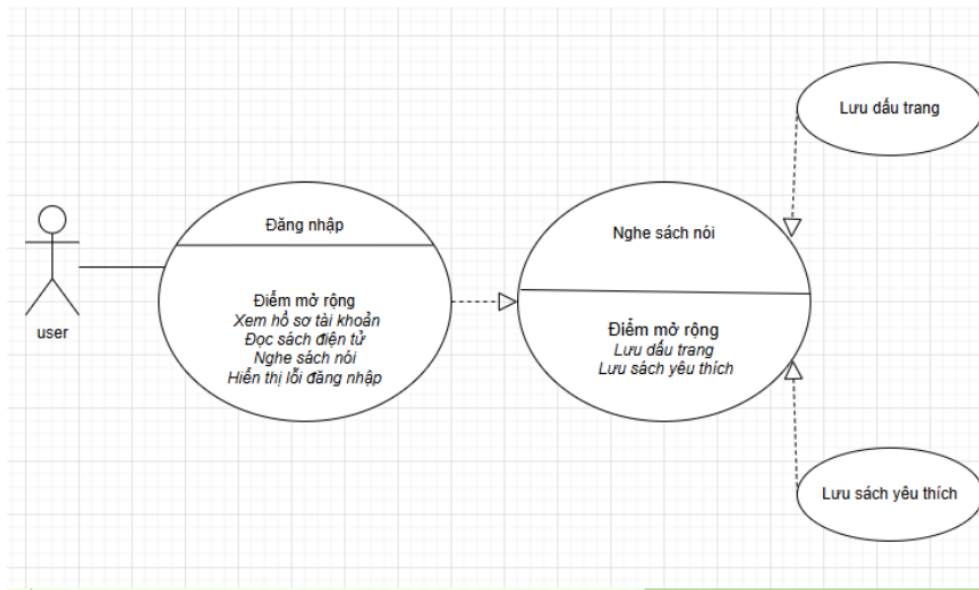 Lưu dấu trang
Đăng nhập
Nghe sách nói
Điểm mở rộng
Xem hồ sơ tài khoản
Đọc sách điện tử
Nghe sách nói
Hiển thị lỗi đăng nhập
user
Điểm mở rộng
Lưu dấu trang
Lưu sách yêu thích
Lưu sách yêu thích